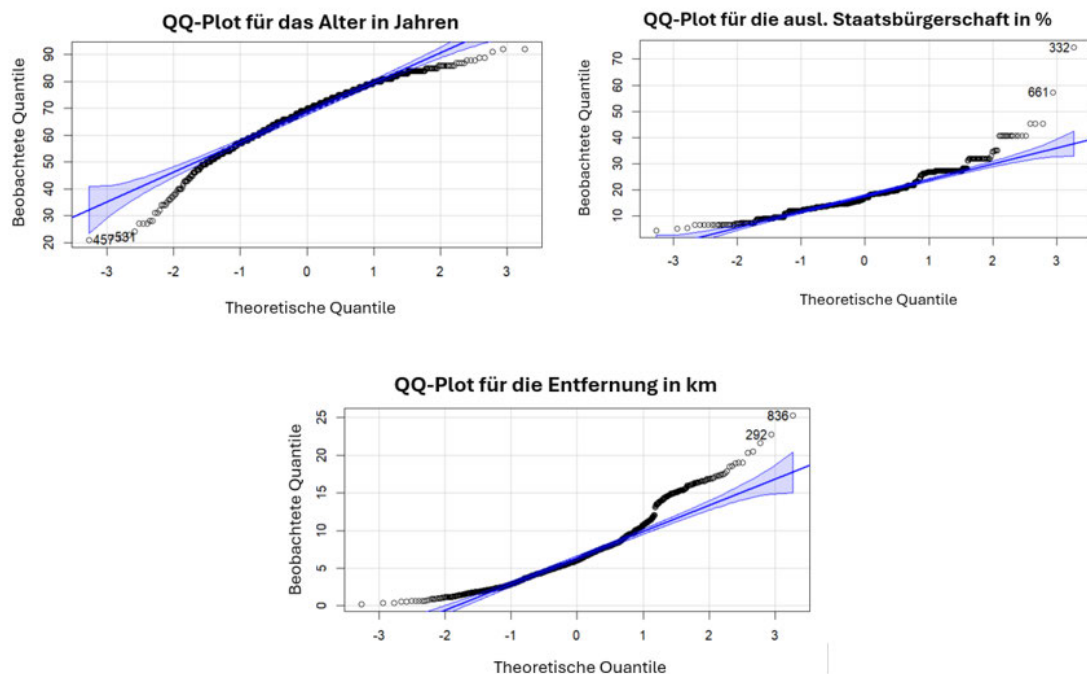 QQ-Plot für das Alter in Jahren
Beobachtete Quantile
90
80
70
60
50
40
30
20
457
531
-3 -2 -1 0 1 2 3
Theoretische Quantile
QQ-Plot für die ausl. Staatsbürgerschaft in %
Beobachtete Quantile
70
60
50
40
30
20
10
332
661
-3 -2 -1 0 1 2 3
Theoretische Quantile
QQ-Plot für die Entfernung in km
Beobachtete Quantile
25
20
15
10
5
0
836
292
-3 -2 -1 0 1 2 3
Theoretische Quantile